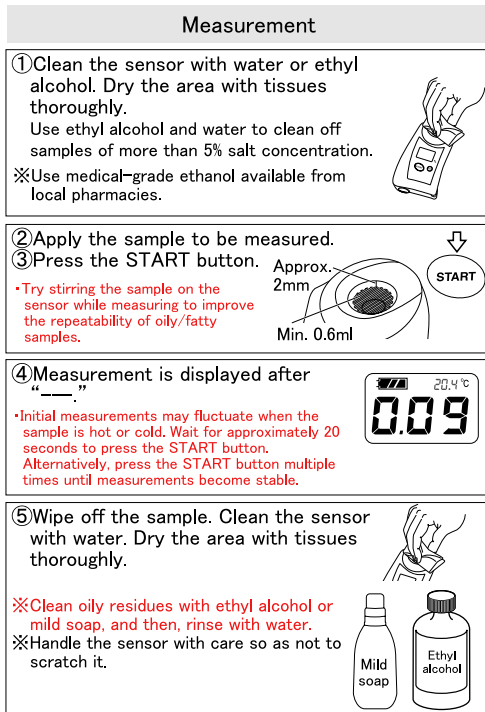 Measurement
①Clean the sensor with water or ethyl
alcohol. Dry the area with tissues
thoroughly.
Use ethyl alcohol and water to clean off
samples of more than 5% salt concentration.
※Use medical-grade ethanol available from
local pharmacies.
②Apply the sample to be measured.
③Press the START button.
・Try stirring the sample on the
sensor while measuring to improve
the repeatability of oily/fatty
samples.
Approx.
2mm
Min. 0.6ml
START
④Measurement is displayed after
“---.”
・Initial measurements may fluctuate when the
sample is hot or cold. Wait for approximately 20
seconds to press the START button.
Alternatively, press the START button multiple
times until measurements become stable.
20.4℃
0.09
⑤Wipe off the sample. Clean the sensor
with water. Dry the area with tissues
thoroughly.
※Clean oily residues with ethyl alcohol or
mild soap, and then, rinse with water.
※Handle the sensor with care so as not to
scratch it.
Mild
soap
Ethyl
alcohol